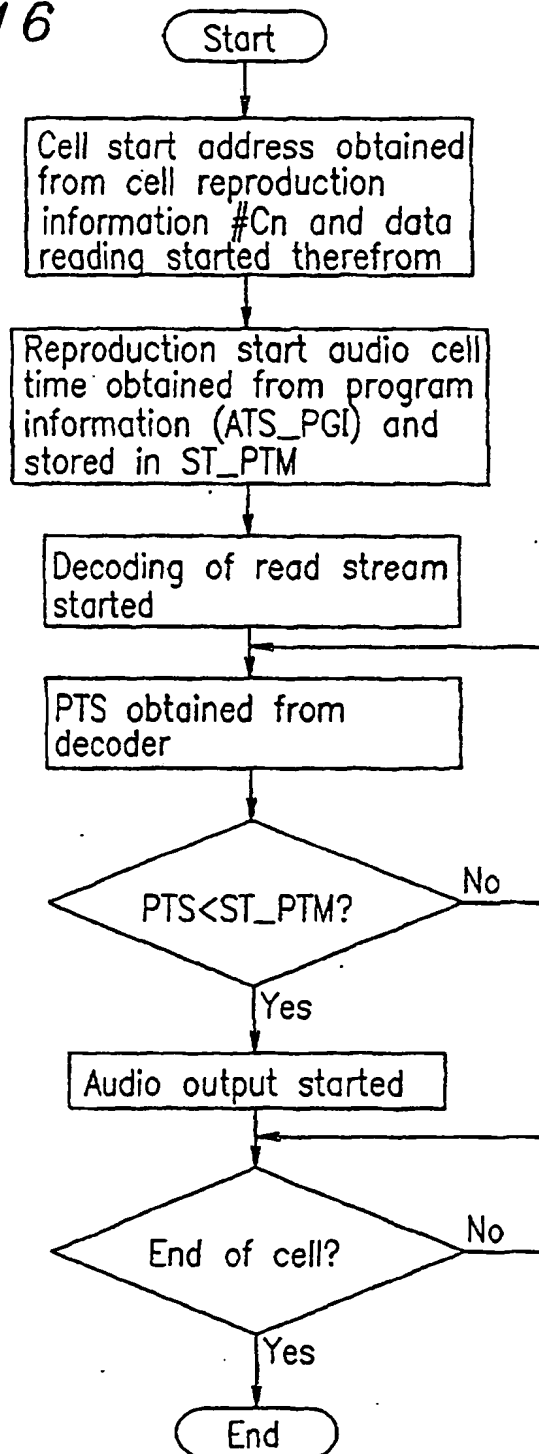 16
Start
Cell start address obtained
from cell reproduction
information #Cn and data
reading started therefrom
Reproduction start audio cell
time obtained from program
information (ATS_PGI) and
stored in ST_PTM
Decoding of read stream
started
PTS obtained from
decoder
PTS<ST_PTM?
No
Yes
Audio output started
End of cell?
No
Yes
End